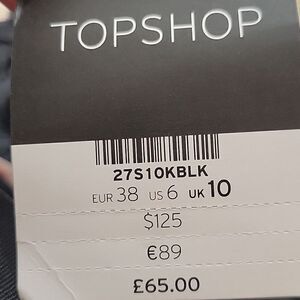 TOPSHOP
27S10KBLK
EUR 38 US 6 UK 10
$125
€89
£65.00